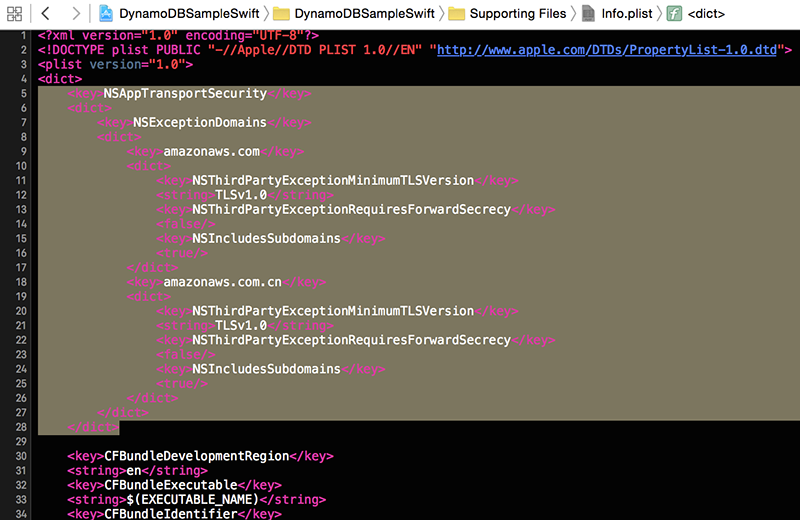 DynamoDBSampleSwift DynamoDBSampleSwift Supporting Files Info.plist <dict>
1 <?xml version="1.0" encoding="UTF-8"?>
2 <!DOCTYPE plist PUBLIC "-//Apple//DTD PLIST 1.0//EN" "http://www.apple.com/DTDs/PropertyList-1.0.dtd">
3 <plist version="1.0">
4 <dict>
5 <key>NSAppTransportSecurity</key>
6 <dict>
7 <key>NSExceptionDomains</key>
8 <dict>
9 <key>amazonaws.com</key>
10 <dict>
11 <key>NSThirdPartyExceptionMinimumTLSVersion</key>
12 <string>TLSv1.0</string>
13 <key>NSThirdPartyExceptionRequiresForwardSecrecy</key>
14 <false/>
15 <key>NSIncludesSubdomains</key>
16 <true/>
17 </dict>
18 <key>amazonaws.com.cn</key>
19 <dict>
20 <key>NSThirdPartyExceptionMinimumTLSVersion</key>
21 <string>TLSv1.0</string>
22 <key>NSThirdPartyExceptionRequiresForwardSecrecy</key>
23 <false/>
24 <key>NSIncludesSubdomains</key>
25 <true/>
26 </dict>
27 </dict>
28 </dict>
29
30 <key>CFBundleDevelopmentRegion</key>
31 <string>en</string>
32 <key>CFBundleExecutable</key>
33 <string>$(EXECUTABLE_NAME)</string>
34 <key>CFBundleIdentifier</key>